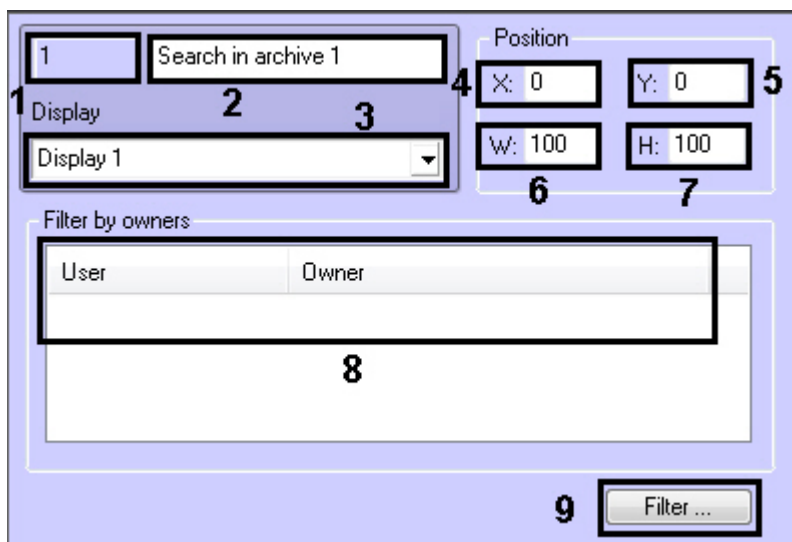 1
Search in archive 1
1
2
Display
3
Display 1
Position
4
X: 0
Y: 0
5
W: 100
H: 100
6
7
Filter by owners
User
Owner
8
9
Filter ...